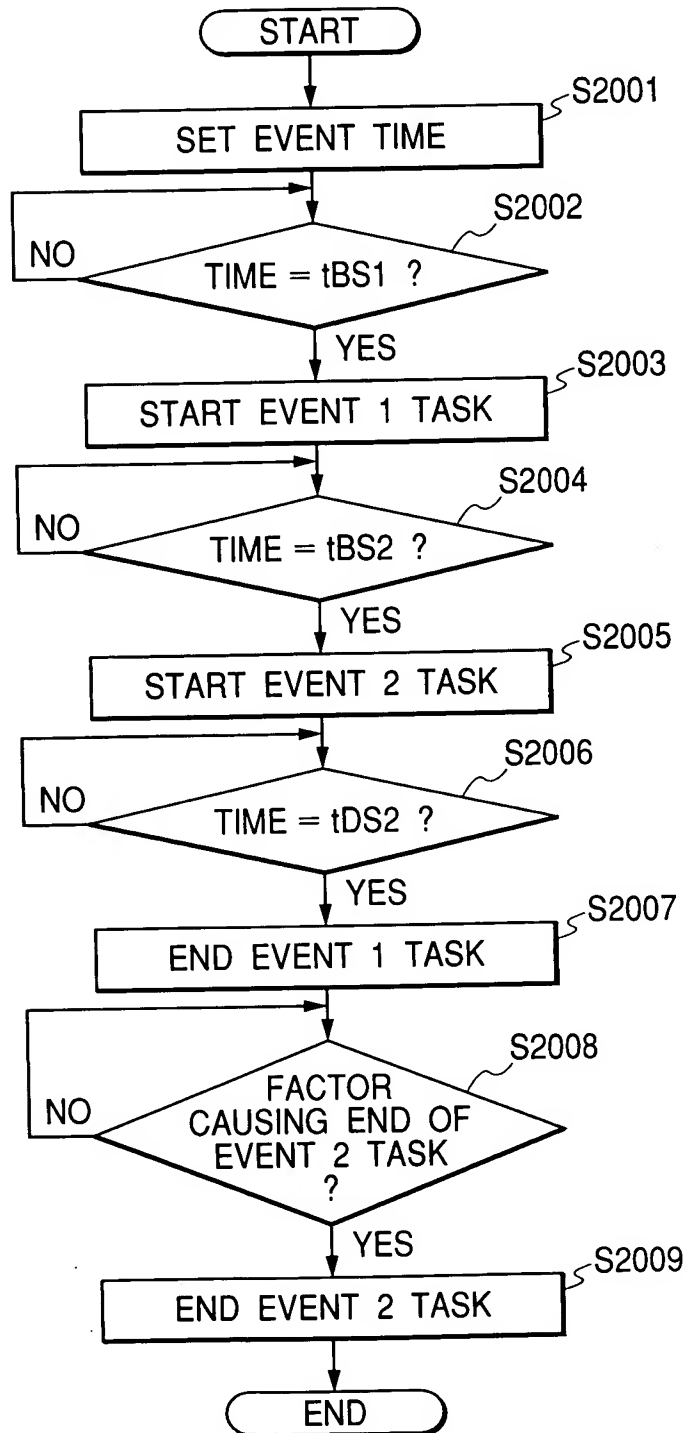 START
S2001
SET EVENT TIME
S2002
NO
TIME = tBS1 ?
YES
S2003
START EVENT 1 TASK
S2004
NO
TIME = tBS2 ?
YES
S2005
START EVENT 2 TASK
S2006
NO
TIME = tDS2 ?
YES
S2007
END EVENT 1 TASK
S2008
FACTOR
CAUSING END OF
EVENT 2 TASK
?
NO
YES
S2009
END EVENT 2 TASK
END